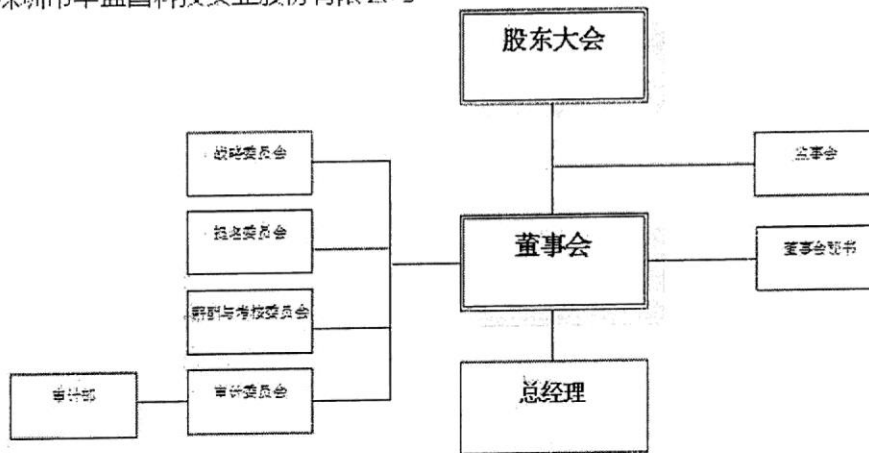 股东大会
战略委员会
监事会
提名委员会
董事会
董事会秘书
薪酬与考核委员会
审计部
审计委员会
总经理